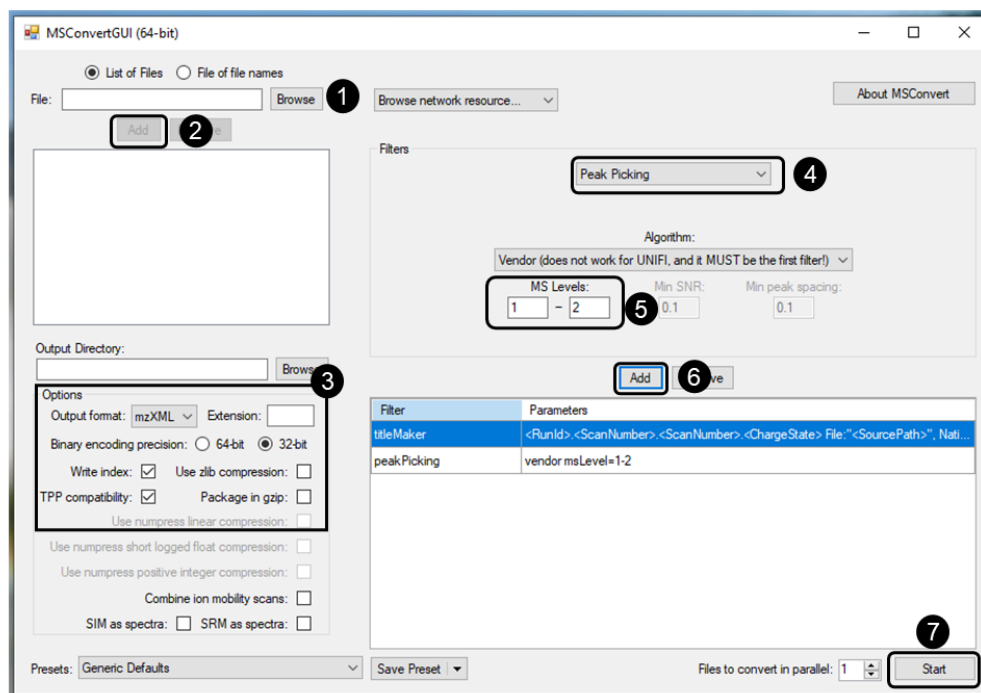 MSConvertGUI (64-bit)
List of Files File of file names
File: Browse 1 Browse network resource... About MSConvert
Add 2
Filters
Peak Picking 4
Algorithm:
Vendor (does not work for UNIFI, and it MUST be the first filter!)
MS Levels: Min SNR: Min peak spacing:
1 - 2 5 0.1 0.1
Output Directory:
Browse 3
Add 6
Options
Output format: mzXML Extension:
Binary encoding precision: 64-bit 32-bit
Write index: Use zlib compression:
TPP compatibility: Package in gzip:
Use numpress linear compression:
Use numpress short logged float compression:
Use numpress positive integer compression:
Combine ion mobility scans:
SIM as spectra: SRM as spectra:
Filter Parameters
titleMaker <RunId>.<ScanNumber>.<ScanNumber>.<ChargeState> File:"<SourcePath>", Nati...
peakPicking vendor msLevel=1-2
7
Presets: Generic Defaults Save Preset Files to convert in parallel: 1 Start